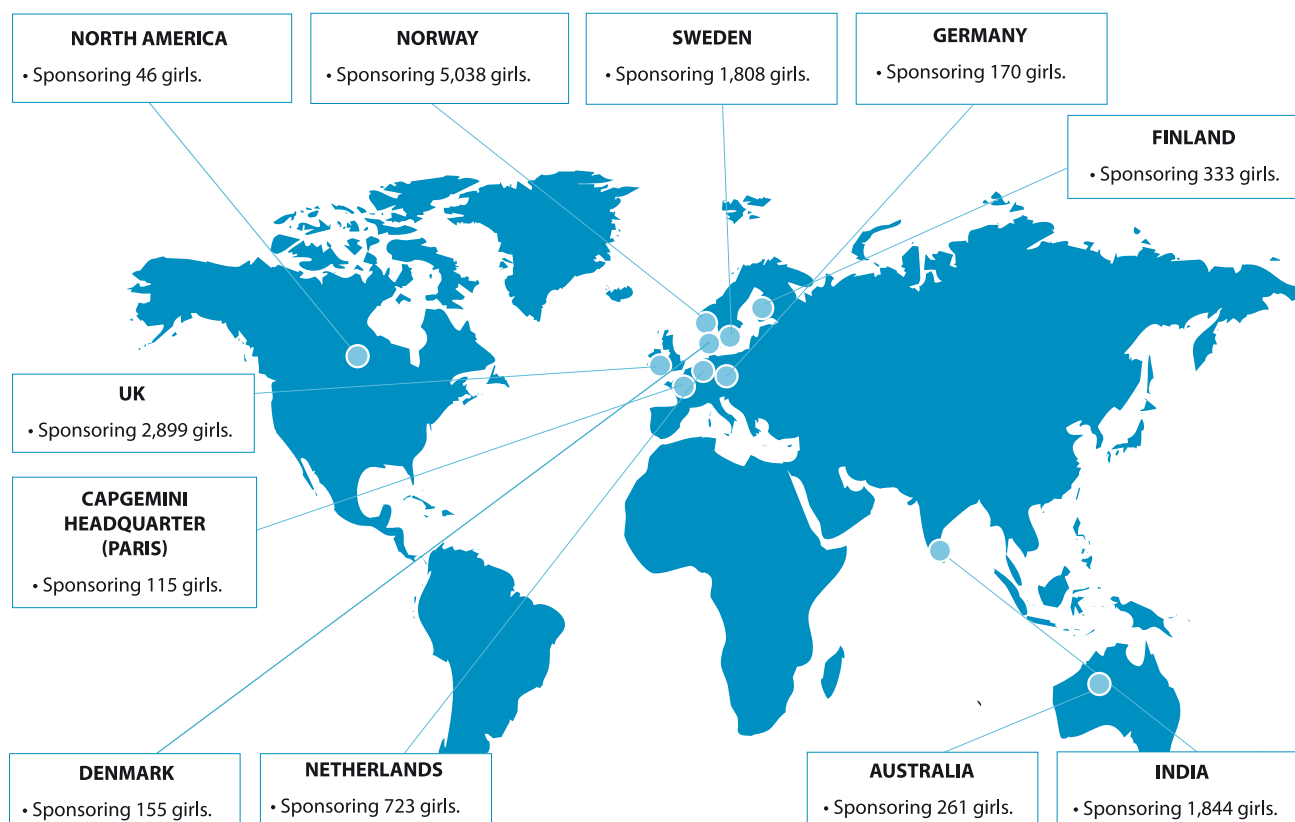 NORTH AMERICA
• Sponsoring 46 girls.
NORWAY
• Sponsoring 5,038 girls.
SWEDEN
• Sponsoring 1,808 girls.
GERMANY
• Sponsoring 170 girls.
FINLAND
• Sponsoring 333 girls.
UK
• Sponsoring 2,899 girls.
CAPGEMINI
HEADQUARTER
(PARIS)
• Sponsoring 115 girls.
DENMARK
• Sponsoring 155 girls.
NETHERLANDS
• Sponsoring 723 girls.
AUSTRALIA
• Sponsoring 261 girls.
INDIA
• Sponsoring 1,844 girls.